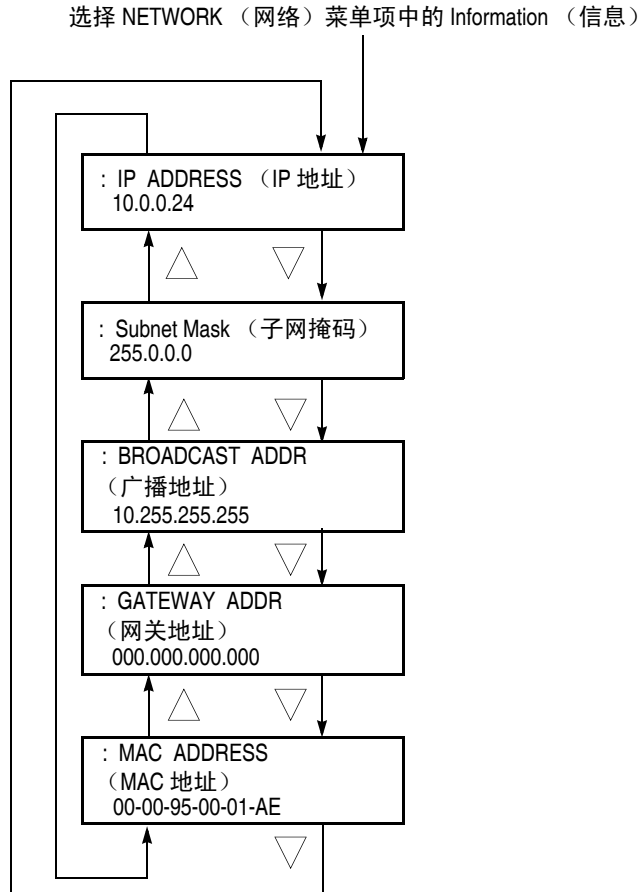 选择 NETWORK （网络）菜单项中的 Information （信息）
: IP ADDRESS （IP 地址）
10.0.0.24
: Subnet Mask （子网掩码）
255.0.0.0
: BROADCAST ADDR
（广播地址）
10.255.255.255
: GATEWAY ADDR
（网关地址）
000.000.000.000
: MAC ADDRESS
（MAC 地址）
00-00-95-00-01-AE